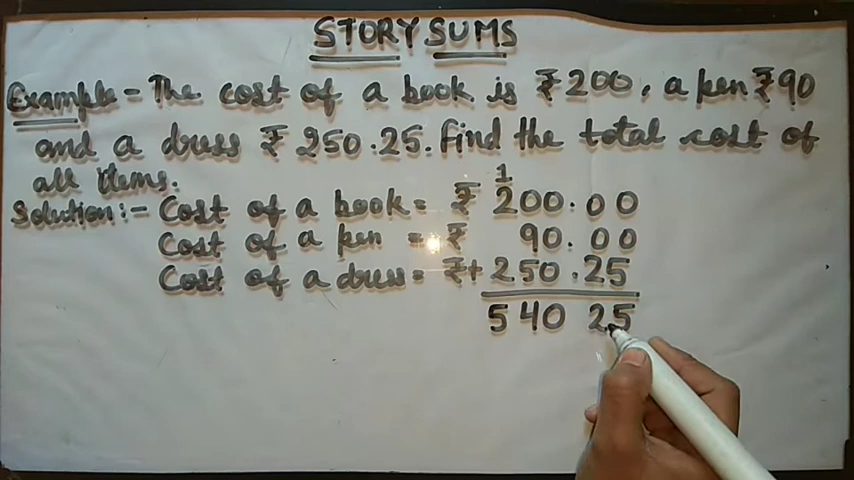 STORY SUMS
Example - The cost of a book is ₹200, a pen ₹90
and a dress ₹ 250.25. Find the total cost of
all items.
1
Solution:- Cost of a book = ₹ 200.00
Cost of a pen = ₹ 90.00
Cost of a dress = ₹ + 250.25
540 25